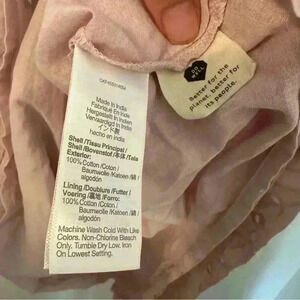 Made In India
Fabriqué En Inde
Hergestellt In Indien
Vervaardigd In India
インド製
hecho en indio
Shell /Tissu Principal /
Shell /Bovenstof /本体 /Tela
Exterior:
100% Cotton /Coton /
Baumwolle /Katoen /綿 /
algodón
Lining /Doublure /Futter /
Voering /裏地 /Forro:
100% Cotton /Coton /
Baumwolle /Katoen /綿 /
algodón
Machine Wash Cold With Like
Colors. Non-Chlorine Bleach
Only. Tumble Dry Low. Iron
On Lowest Setting.
Better for the
planet, better for
its people.